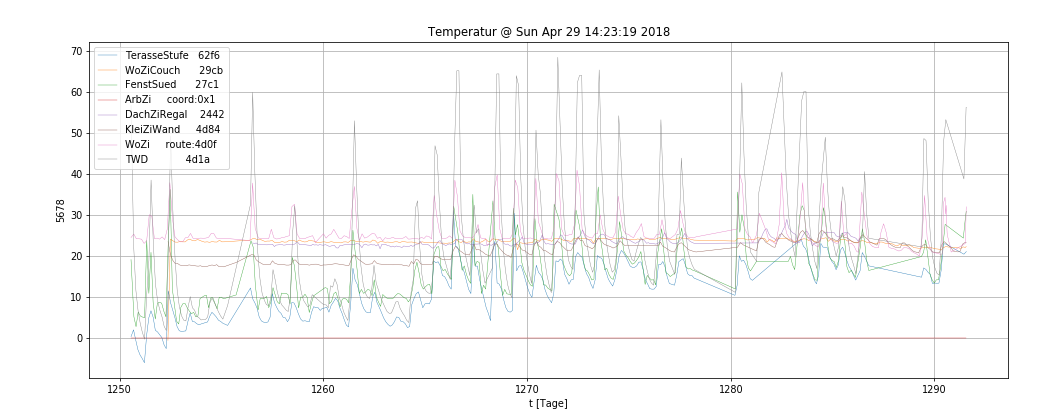 Temperatur @ Sun Apr 29 14:23:19 2018
70
60
50
40
30
20
10
0
5678
TerasseStufe 62f6
WoZiCouch 29cb
FenstSued 27c1
ArbZi coord:0x1
DachZiRegal 2442
KleiZiWand 4d84
WoZi route:4d0f
TWD 4d1a
1250 1260 1270 1280 1290
t [Tage]